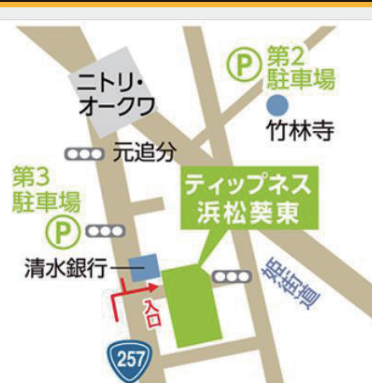 ニトリ・
オークワ
P 第2
駐車場
竹林寺
元追分
ティップネス
浜松葵東
第3
駐車場
P
清水銀行
入口
姫街道
257